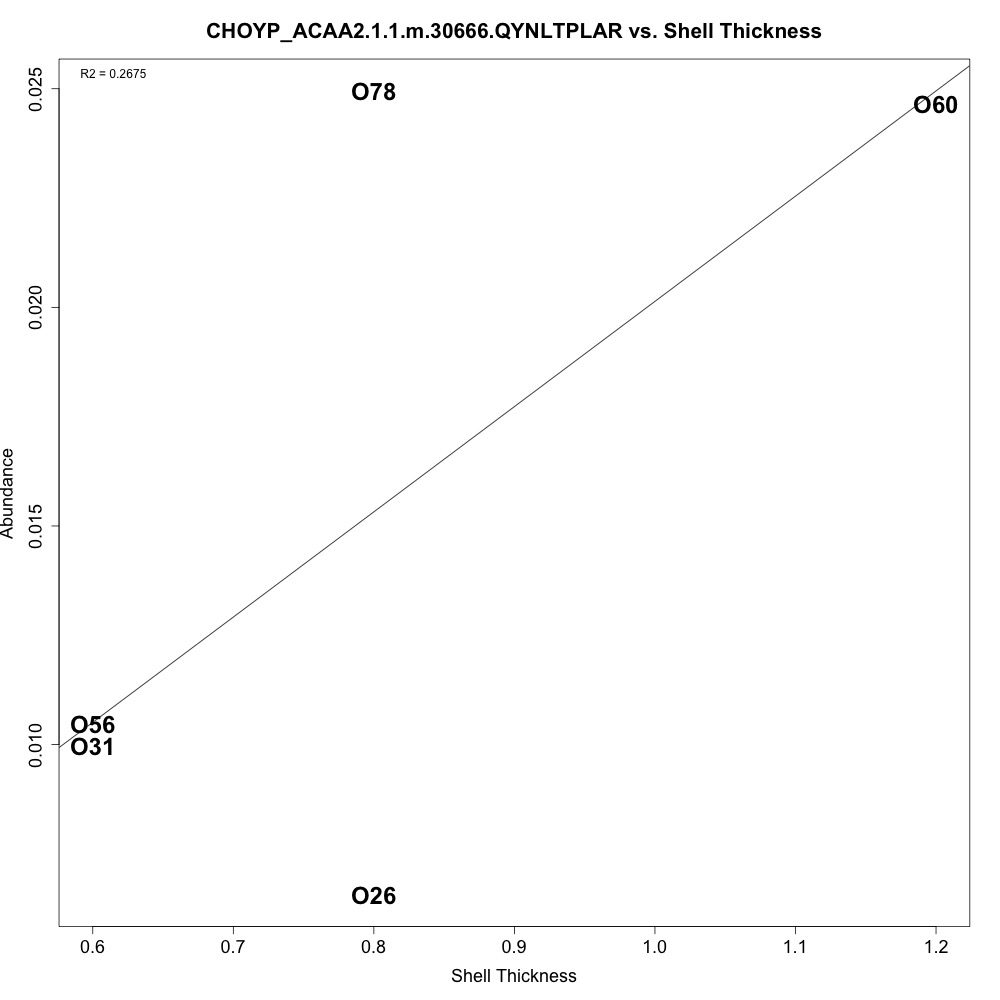 CHOYP_ACAA2.1.1.m.30666.QYNLTPLAR vs. Shell Thickness
R2 = 0.2675
O78
O60
O56
O31
O26
Abundance
0.025
0.020
0.015
0.010
0.6 0.7 0.8 0.9 1.0 1.1 1.2
Shell Thickness